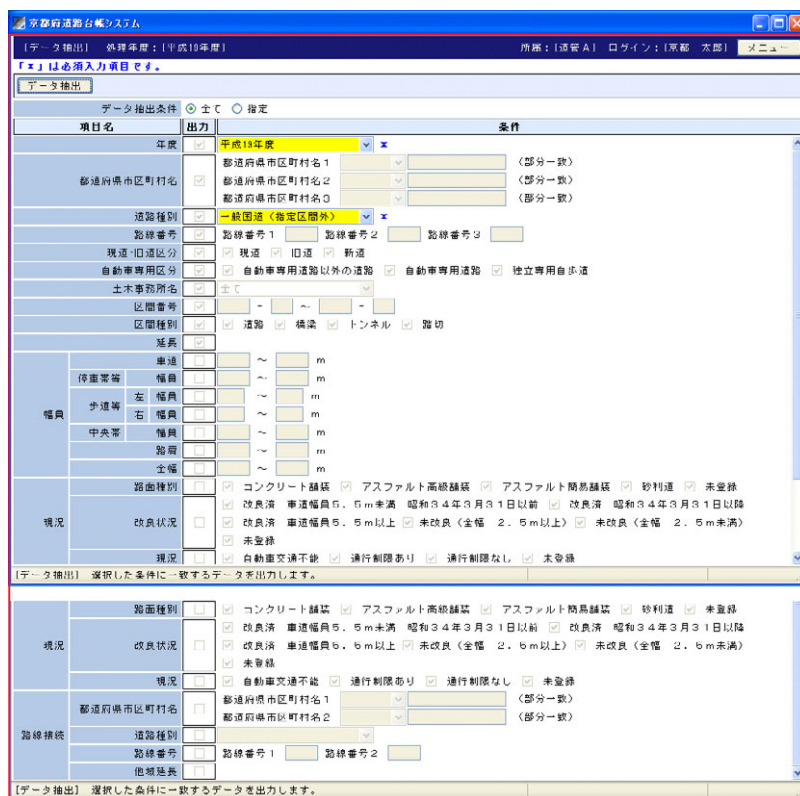 京都府道路台帳システム
[データ抽出] 処理年度:[平成19年度] 所属:[道管A] ログイン:[京都 太郎] メニュー
「*」は必須入力項目です。
データ抽出
データ抽出条件 全て 指定
項目名 出力 条件
年度 平成19年度 *
都道府県市区町村名1 (部分一致)
都道府県市区町村名 都道府県市区町村名2 (部分一致)
都道府県市区町村名3 (部分一致)
道路種別 一般国道(指定区間外) *
路線番号 路線番号1 路線番号2 路線番号3
現道・旧道区分 現道 旧道 新道
自動車専用区分 自動車専用道路以外の道路 自動車専用道路 独立専用自歩道
土木事務所名 全て
区間番号 - ~ -
区間種別 道路 橋梁 トンネル 踏切
延長
車道 ~ m
停車帯等 幅員 ~ m
歩道等 左 幅員 ~ m
幅員 右 幅員 ~ m
中央帯 幅員 ~ m
路肩 ~ m
全幅 ~ m
路面種別 コンクリート舗装 アスファルト高級舗装 アスファルト簡易舗装 砂利道 未登録
改良済 車道幅員5.5m未満 昭和34年3月31日以前 改良済 昭和34年3月31日以降
現況 改良状況 改良済 車道幅員5.5m以上 未改良(全幅 2.5m以上) 未改良(全幅 2.5m未満)
未登録
現況 自動車交通不能 通行制限あり 通行制限なし 未登録
[データ抽出] 選択した条件に一致するデータを出力します。
路面種別 コンクリート舗装 アスファルト高級舗装 アスファルト簡易舗装 砂利道 未登録
改良済 車道幅員5.5m未満 昭和34年3月31日以前 改良済 昭和34年3月31日以降
現況 改良状況 改良済 車道幅員5.5m以上 未改良(全幅 2.5m以上) 未改良(全幅 2.5m未満)
未登録
現況 自動車交通不能 通行制限あり 通行制限なし 未登録
都道府県市区町村名 都道府県市区町村名1 (部分一致)
都道府県市区町村名2 (部分一致)
路線接続 道路種別
路線番号 路線番号1 路線番号2
他域延長
[データ抽出] 選択した条件に一致するデータを出力します。